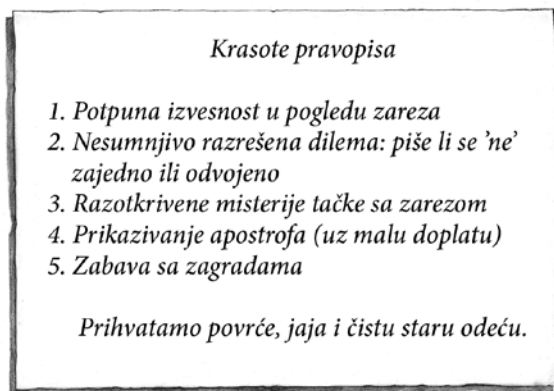 Krasote pravopisa
1. Potpuna izvesnost u pogledu zareza
2. Nesumnjivo razrešena dilema: piše li se ’ne’
zajedno ili odvojeno
3. Razotkrivene misterije tačke sa zarezom
4. Prikazivanje apostrofa (uz malu doplatu)
5. Zabava sa zagradama
Prihvatamo povrće, jaja i čistu staru odeću.